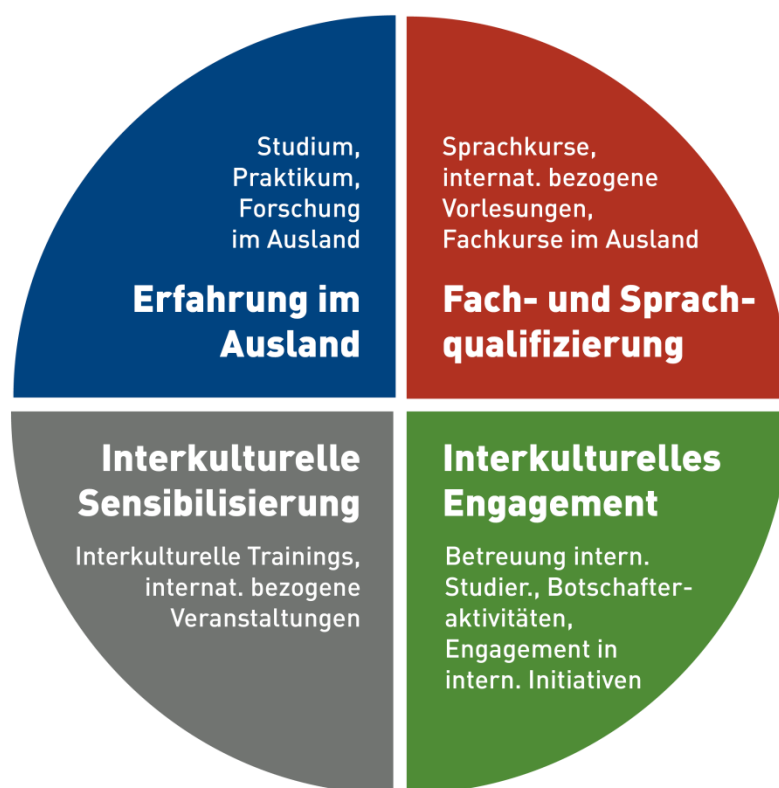 Studium,
Praktikum,
Forschung
im Ausland
Erfahrung im
Ausland
Sprachkurse,
internat. bezogene
Vorlesungen,
Fachkurse im Ausland
Fach- und Sprach-
qualifizierung
Interkulturelle
Sensibilisierung
Interkulturelle Trainings,
internat. bezogene
Veranstaltungen
Interkulturelles
Engagement
Betreuung intern.
Studier., Botschafter-
aktivitäten,
Engagement in
intern. Initiativen